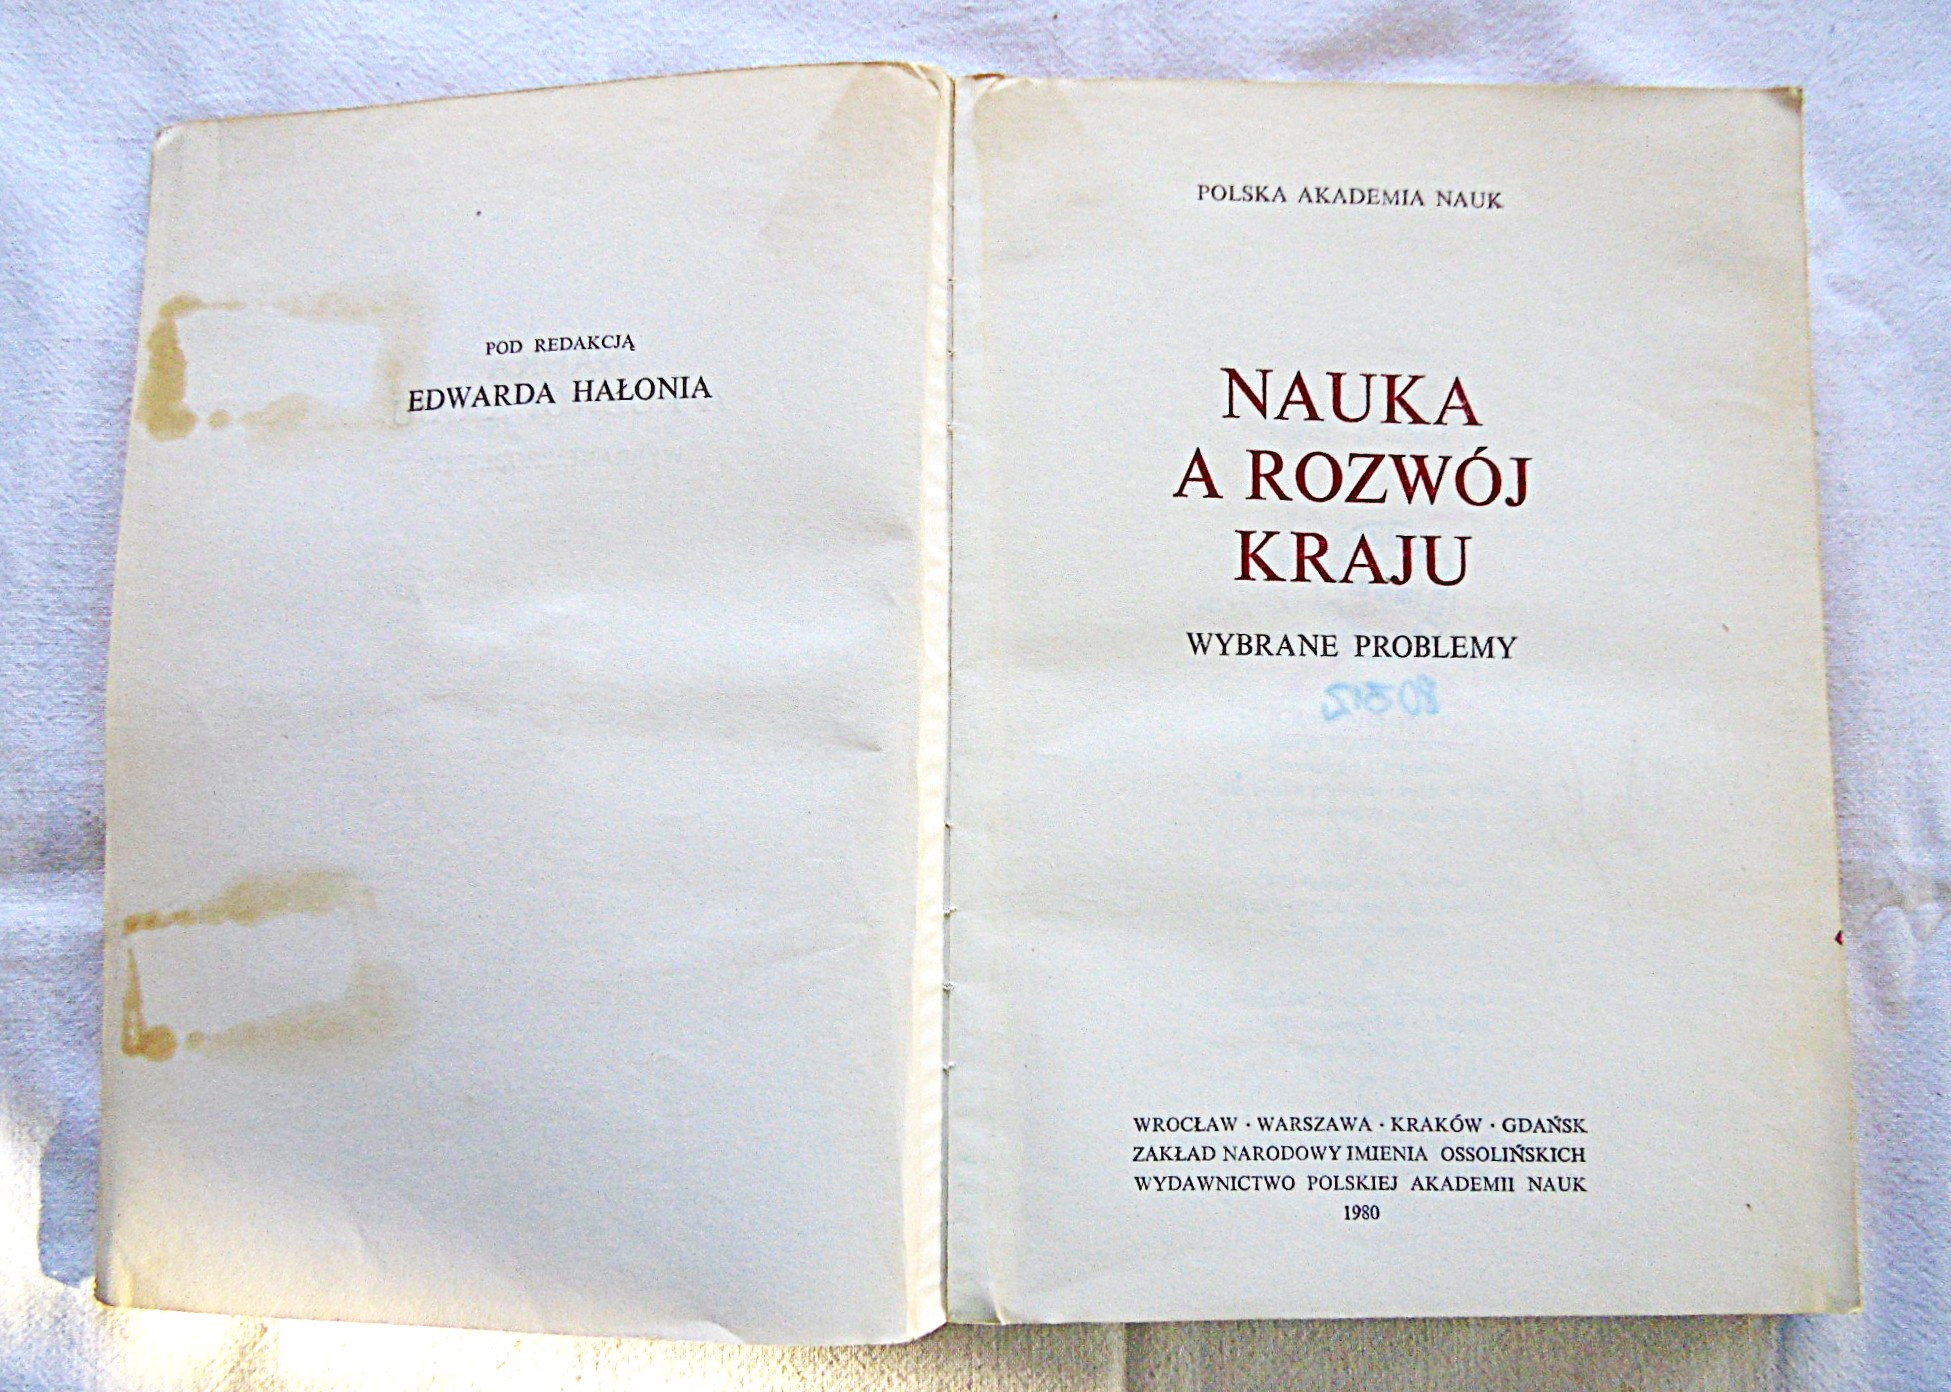 POD REDAKCJĄ
EDWARDA HAŁONIA
POLSKA AKADEMIA NAUK
NAUKA
A ROZWÓJ
KRAJU
WYBRANE PROBLEMY
WROCŁAW · WARSZAWA · KRAKÓW · GDAŃSK
ZAKŁAD NARODOWY IMIENIA OSSOLIŃSKICH
WYDAWNICTWO POLSKIEJ AKADEMII NAUK
1980